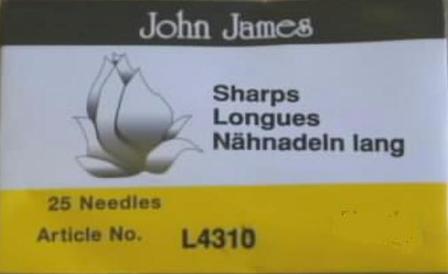 John James
Sharps
Longues
Nähnadeln lang
25 Needles
Article No. L4310